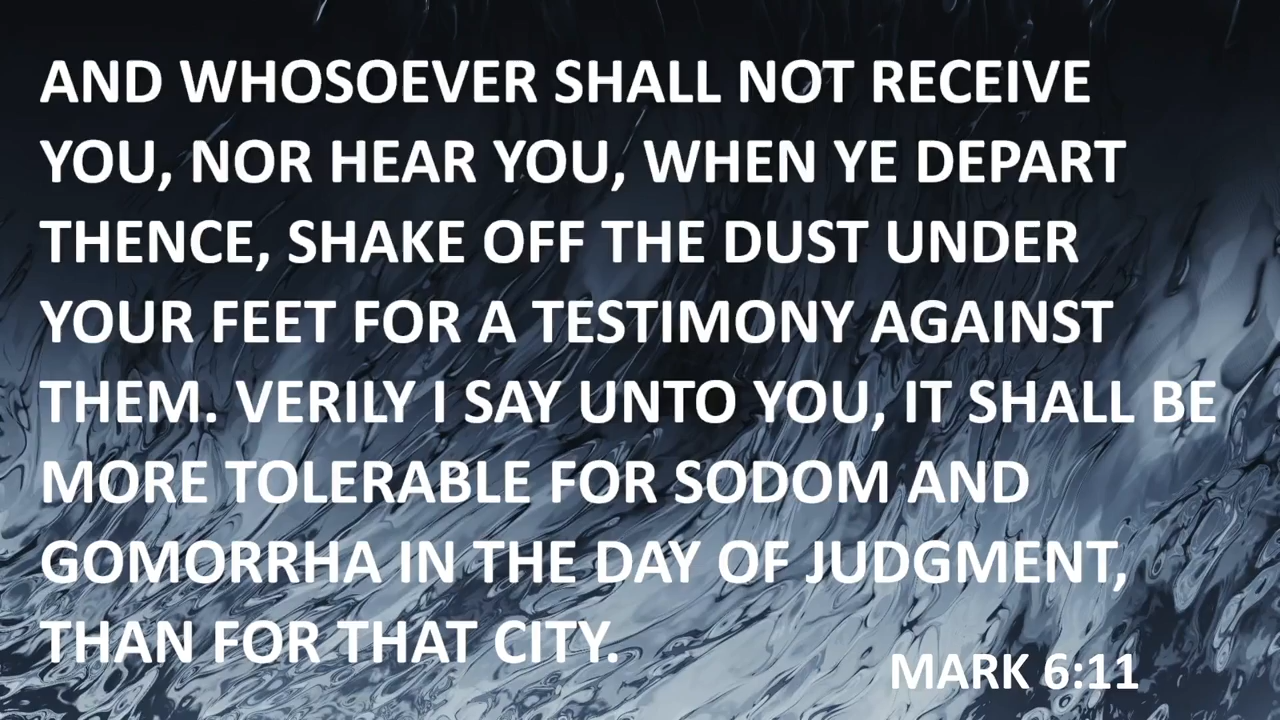 AND WHOSOEVER SHALL NOT RECEIVE
YOU, NOR HEAR YOU, WHEN YE DEPART
THENCE, SHAKE OFF THE DUST UNDER
YOUR FEET FOR A TESTIMONY AGAINST
THEM. VERILY I SAY UNTO YOU, IT SHALL BE
MORE TOLERABLE FOR SODOM AND
GOMORRHA IN THE DAY OF JUDGMENT,
THAN FOR THAT CITY.
MARK 6:11